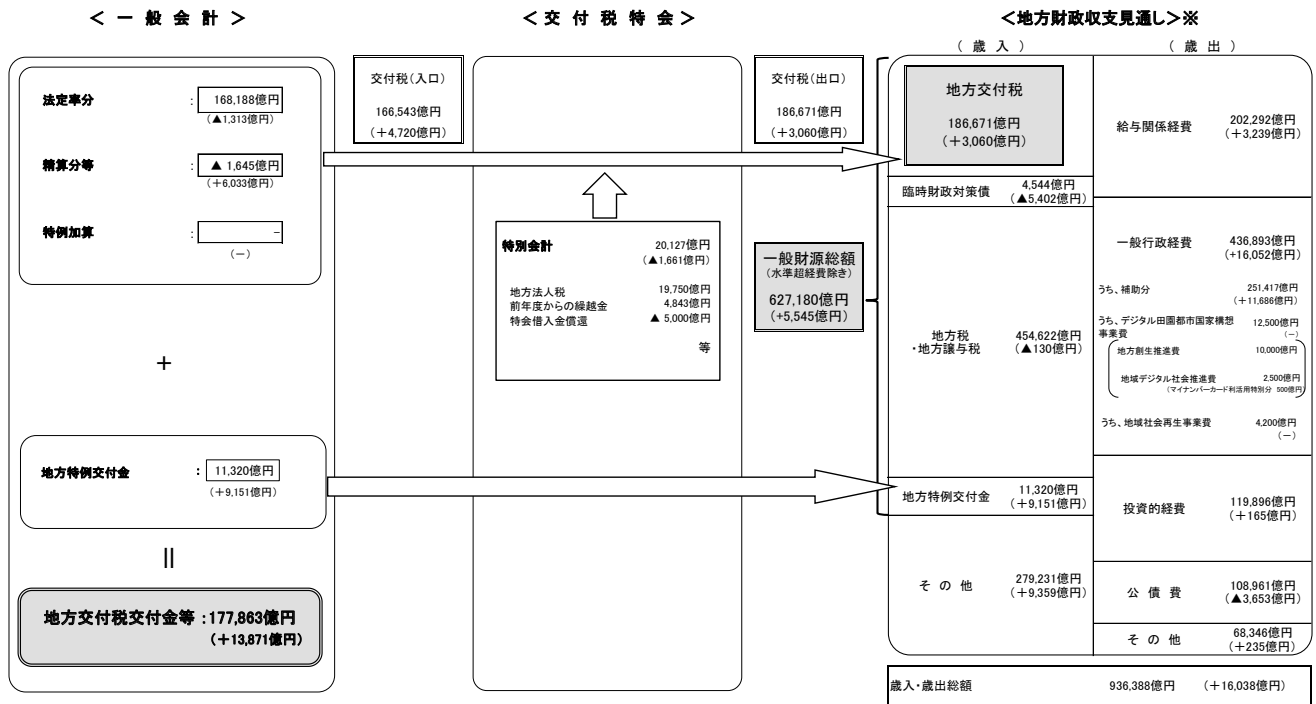 ＜ 一 般 会 計 ＞
法定率分 : 168,188億円
(▲1,313億円)
精算分等 : ▲ 1,645億円
(＋6,033億円)
特例加算 : －
(－)
+
地方特例交付金 : 11,320億円
(＋9,151億円)
||
地方交付税交付金等 :177,863億円
(＋13,871億円)
交付税(入口)
166,543億円
(＋4,720億円)
＜ 交 付 税 特 会 ＞
特別会計 20,127億円
(▲1,661億円)
地方法人税 19,750億円
前年度からの繰越金 4,843億円
特会借入金償還 ▲ 5,000億円
等
交付税(出口)
186,671億円
(＋3,060億円)
一般財源総額
(水準超経費除き)
627,180億円
(+5,545億円)
＜地方財政収支見通し＞※
( 歳 入 )
地方交付税
186,671億円
(＋3,060億円)
臨時財政対策債 4,544億円
(▲5,402億円)
地方税
・地方譲与税 454,622億円
(▲130億円)
地方特例交付金 11,320億円
(＋9,151億円)
そ の 他 279,231億円
(＋9,359億円)
( 歳 出 )
給与関係経費 202,292億円
(＋3,239億円)
一般行政経費 436,893億円
(+16,052億円)
うち、補助分 251,417億円
(＋11,686億円)
うち、デジタル田園都市国家構想
事業費 12,500億円
(－)
地方創生推進費 10,000億円
地域デジタル社会推進費 2,500億円
(マイナンバーカード利活用特別分 500億円)
うち、地域社会再生事業費 4,200億円
(－)
投資的経費 119,896億円
(＋165億円)
公 債 費 108,961億円
(▲3,653億円)
そ の 他 68,346億円
(＋235億円)
歳入・歳出総額 936,388億円 (＋16,038億円)